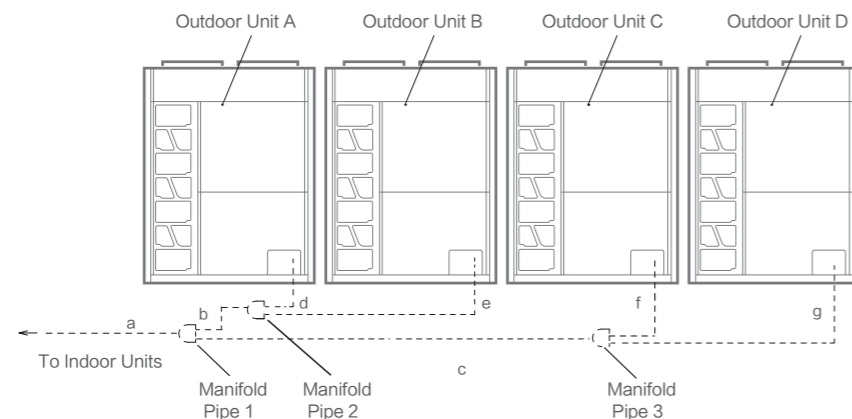 Outdoor Unit A
Outdoor Unit B
Outdoor Unit C
Outdoor Unit D
d
e
f
g
b
a
c
To Indoor Units
Manifold
Pipe 1
Manifold
Pipe 2
Manifold
Pipe 3